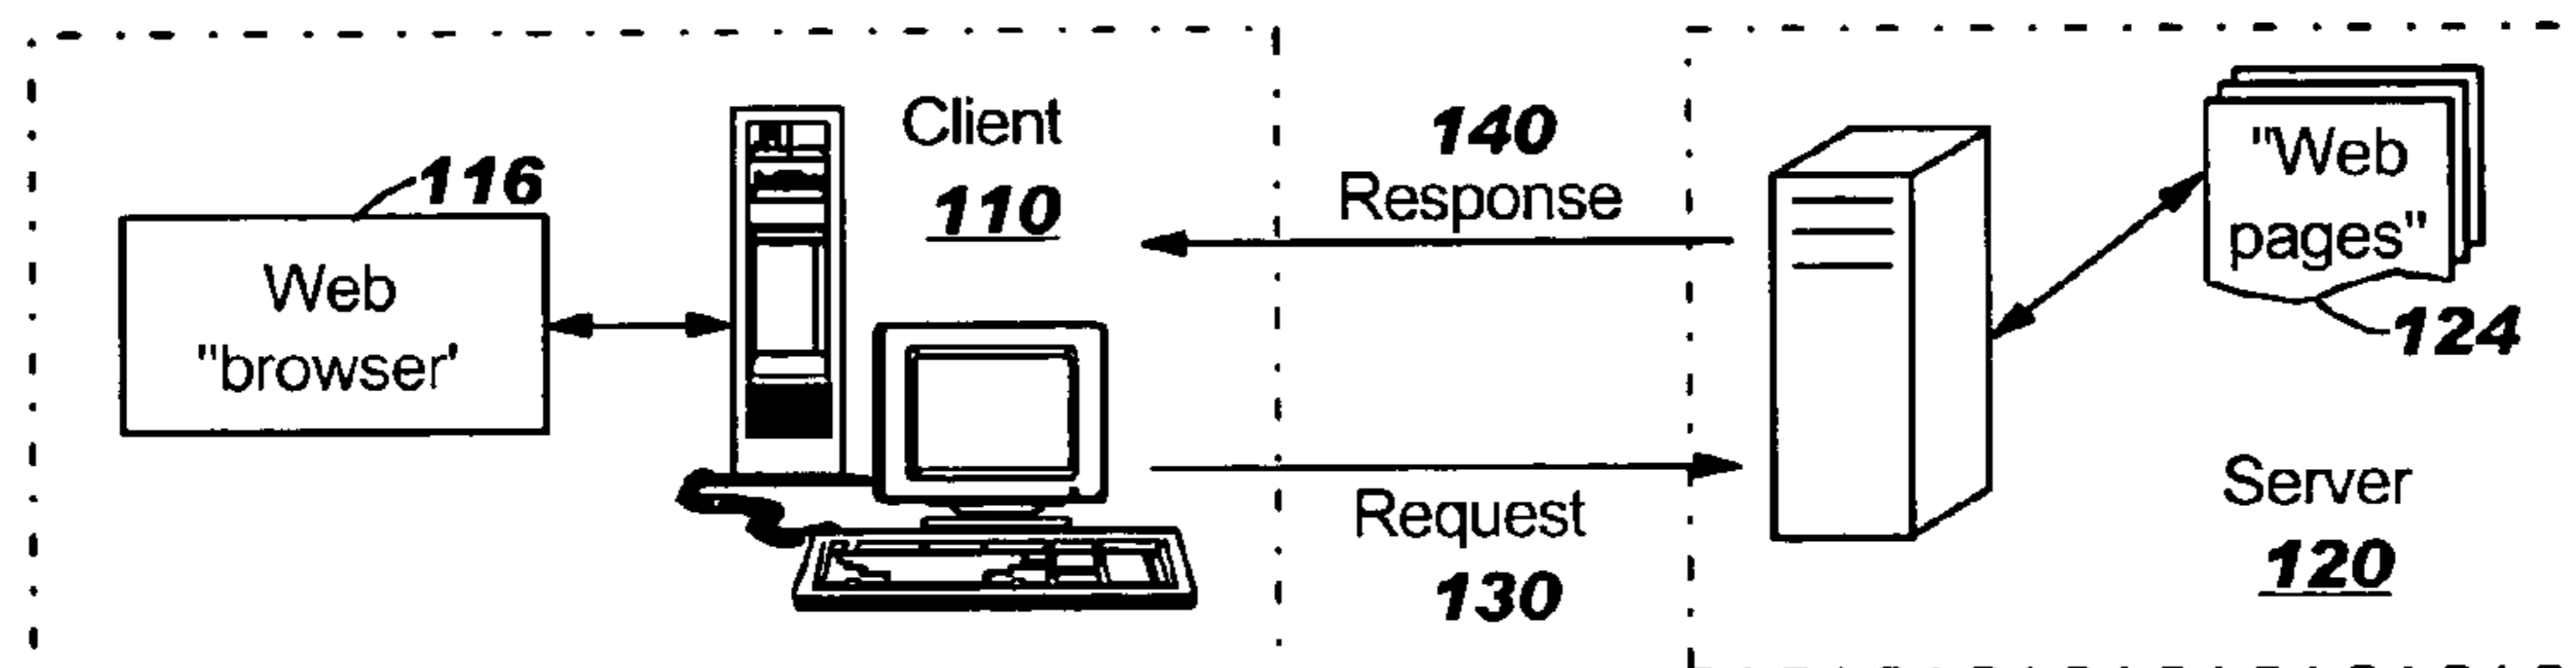 Client
110
116
Web
"browser'
140
Response
Request
130
"Web
pages"
124
Server
120